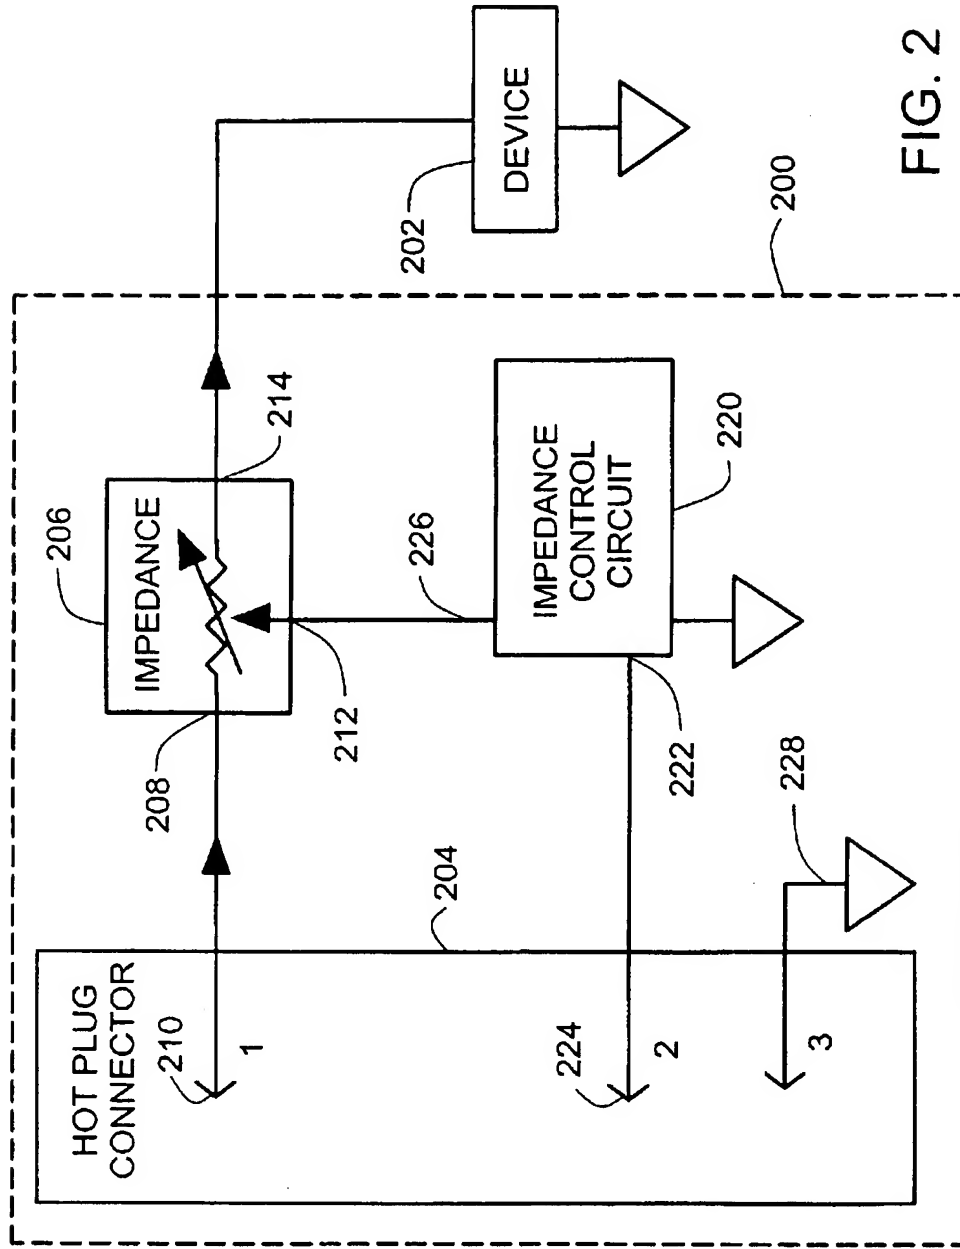 HOT PLUG
CONNECTOR
210
1
224
2
3
204
228
208
206
IMPEDANCE
212
214
226
222
IMPEDANCE
CONTROL
CIRCUIT
220
202
DEVICE
200
FIG. 2